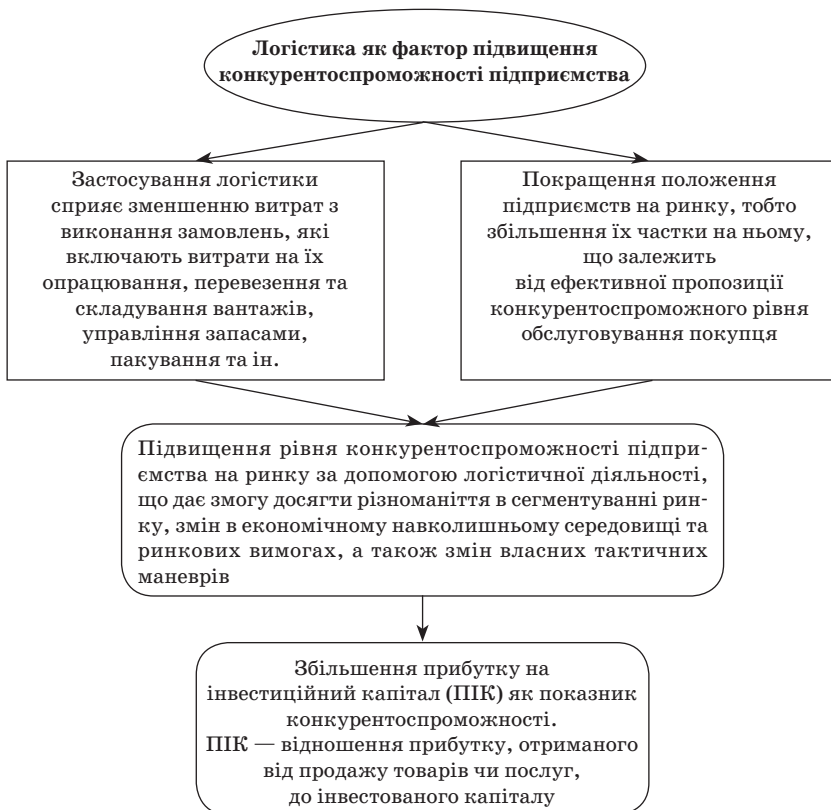 Логістика як фактор підвищення
конкурентоспроможності підприємства
Застосування логістики
сприяє зменшенню витрат з
виконання замовлень, які
включають витрати на їх
опрацювання, перевезення та
складування вантажів,
управління запасами,
пакування та ін.
Покращення положення
підприємств на ринку, тобто
збільшення їх частки на ньому,
що залежить
від ефективної пропозиції
конкурентоспроможного рівня
обслуговування покупця
Підвищення рівня конкурентоспроможності підпри-
ємства на ринку за допомогою логістичної діяльності,
що дає змогу досягти різноманіття в сегментуванні рин-
ку, змін в економічному навколишньому середовищі та
ринкових вимогах, а також змін власних тактичних
маневрів
Збільшення прибутку на
інвестиційний капітал (ПІК) як показник
конкурентоспроможності.
ПІК — відношення прибутку, отриманого
від продажу товарів чи послуг,
до інвестованого капіталу